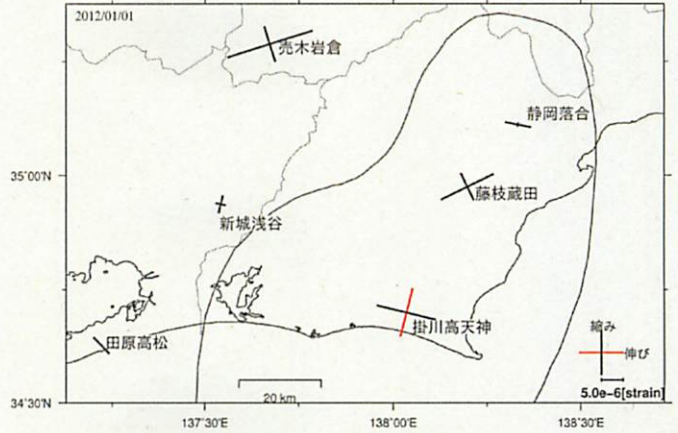 2012/01/01
売木岩倉
静岡落合
35°00'N
藤枝蔵田
新城浅谷
掛川高天神
縮み
伸び
田原高松
5.0e-6[strain]
20 km
34°30'N
137°30'E
138°00'E
138°30'E